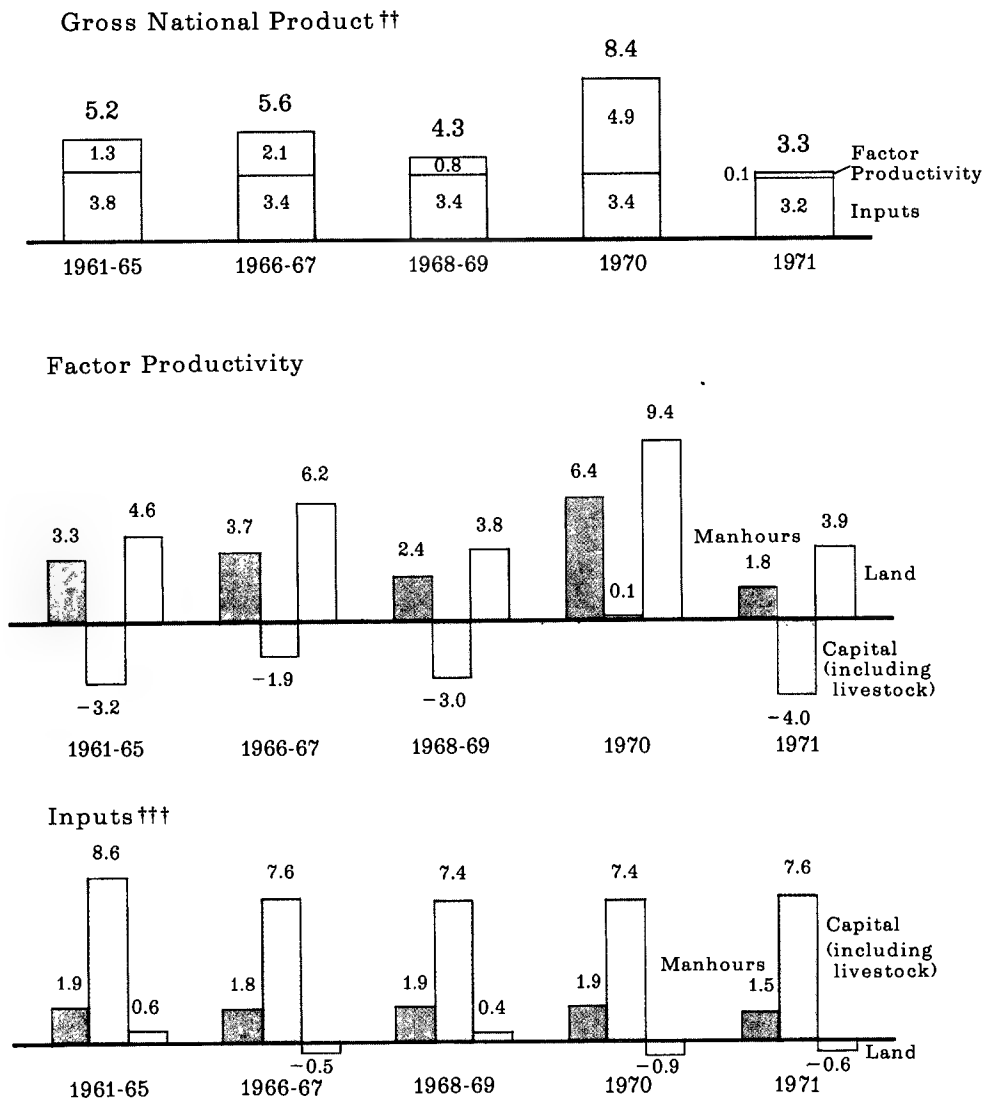 Gross National Product ††
8.4
5.2 5.6 4.3 4.9 3.3
1.3 2.1 0.8 0.1 Factor Productivity
3.8 3.4 3.4 3.4 3.2 Inputs
1961-65 1966-67 1968-69 1970 1971
Factor Productivity
9.4
6.2 6.4
3.3 4.6 3.7 2.4 3.8 Manhours 3.9
0.1 1.8 Land
-3.2 -1.9 -3.0 -4.0 Capital
(including
livestock)
1961-65 1966-67 1968-69 1970 1971
Inputs †††
8.6 7.6 7.4 7.4 7.6
Capital
(including
livestock)
Manhours
1.9 0.6 1.8 1.9 0.4 1.9 1.5
-0.5 -0.9 -0.6 Land
1961-65 1966-67 1968-69 1970 1971